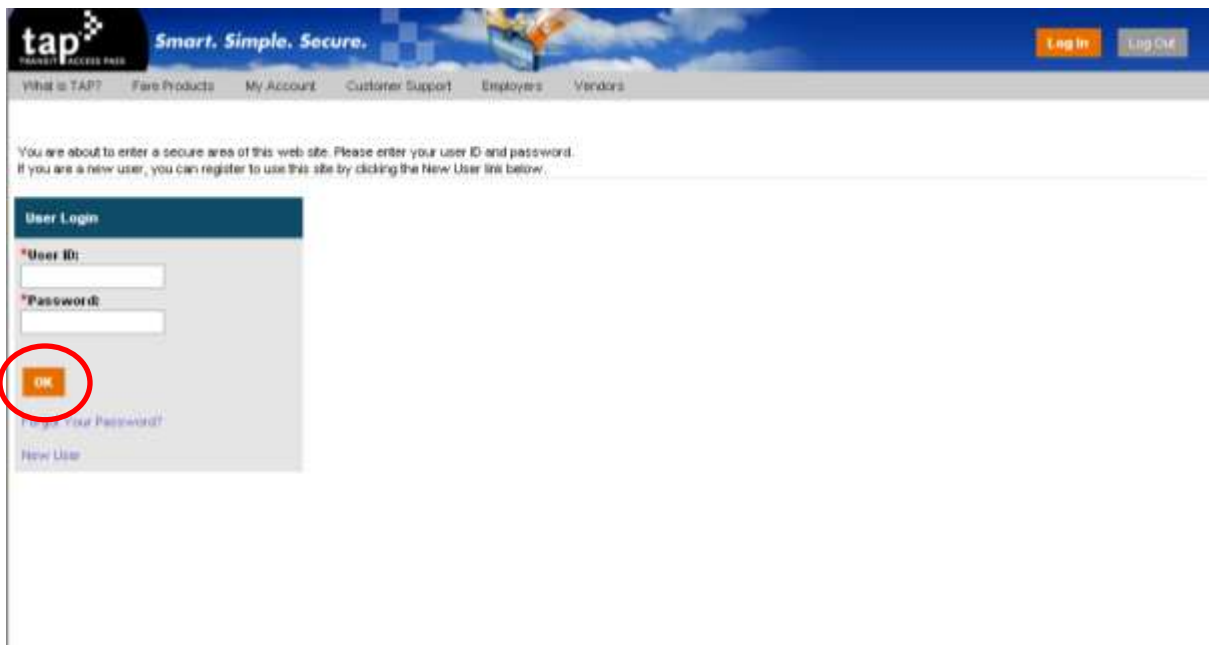 tap
TRANSIT ACCESS PASS
Smart. Simple. Secure.
Log In
Log Out
What is TAP?
Fare Products
My Account
Customer Support
Employers
Vendors
You are about to enter a secure area of this web site. Please enter your user ID and password.
If you are a new user, you can register to use this site by clicking the New User link below.
User Login
*User ID:
*Password:
OK
Forgot Your Password?
New User